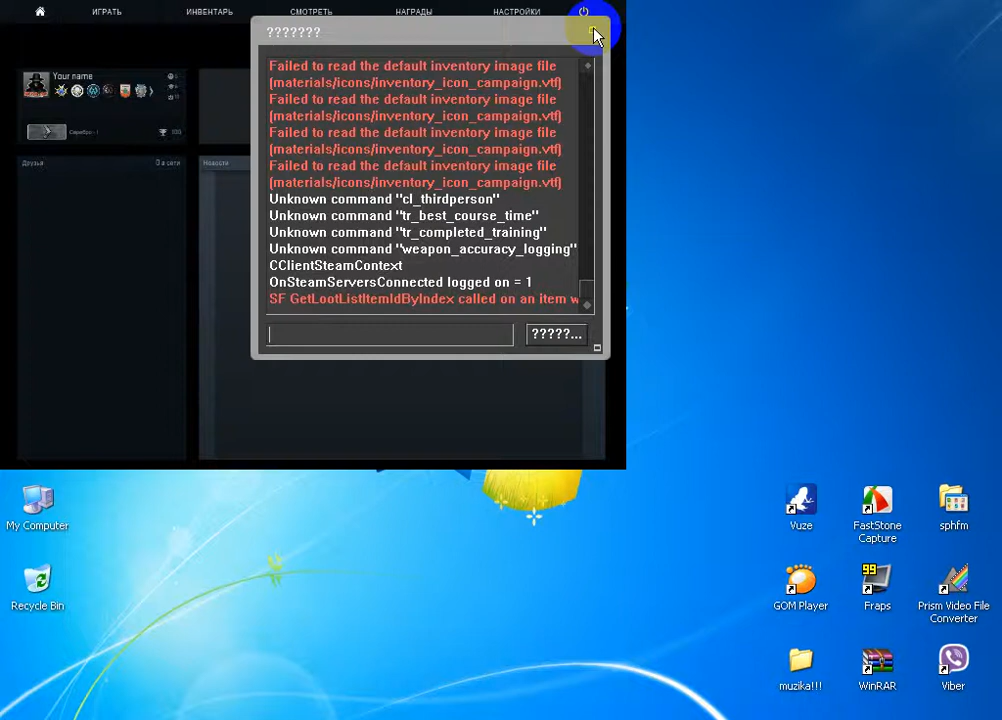 ИГРАТЬ
ИНВЕНТАРЬ
СМОТРЕТЬ
НАГРАДЫ
НАСТРОЙКИ
Your name
Друзья
0 в сети
Новости
???????
Failed to read the default inventory image file
(materials/icons/inventory_icon_campaign.vtf)
Failed to read the default inventory image file
(materials/icons/inventory_icon_campaign.vtf)
Failed to read the default inventory image file
(materials/icons/inventory_icon_campaign.vtf)
Failed to read the default inventory image file
(materials/icons/inventory_icon_campaign.vtf)
Unknown command "cl_thirdperson"
Unknown command "tr_best_course_time"
Unknown command "tr_completed_training"
Unknown command "weapon_accuracy_logging"
CClientSteamContext
OnSteamServersConnected logged on = 1
SF GetLootListItemIdByIndex called on an item w
?????...
My Computer
Recycle Bin
Vuze
FastStone
Capture
sphfm
GOM Player
99
Fraps
Prism Video File
Converter
muzika!!!
WinRAR
Viber